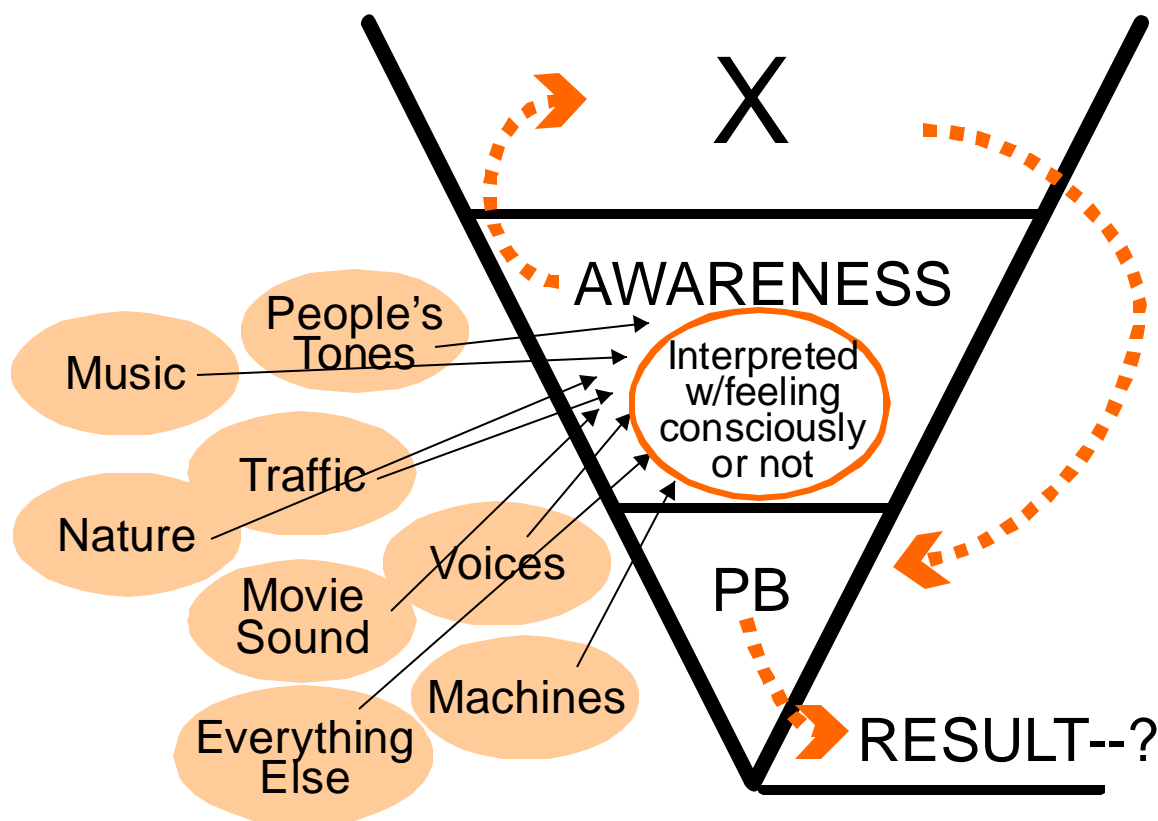 X
AWARENESS
Interpreted
w/feeling
consciously
or not
People’s
Tones
Music
Traffic
Nature
Voices
Movie
Sound
Machines
Everything
Else
PB
RESULT--?